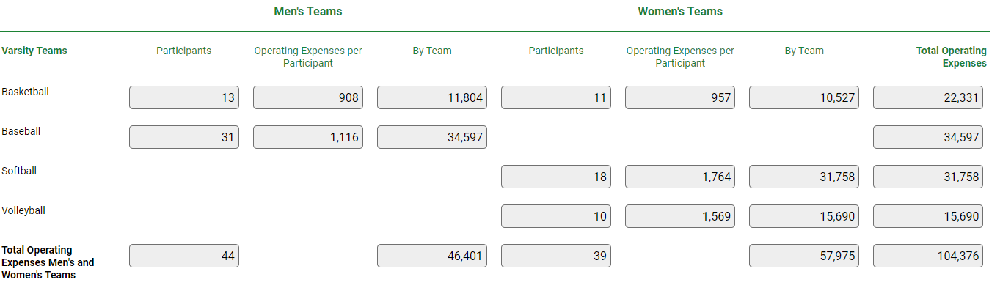 Men's Teams Women's Teams
Varsity Teams Participants Operating Expenses per Participant By Team Participants Operating Expenses per Participant By Team Total Operating Expenses
Basketball 13 908 11,804 11 957 10,527 22,331
Baseball 31 1,116 34,597 34,597
Softball 18 1,764 31,758 31,758
Volleyball 10 1,569 15,690 15,690
Total Operating Expenses Men's and Women's Teams 44 46,401 39 57,975 104,376